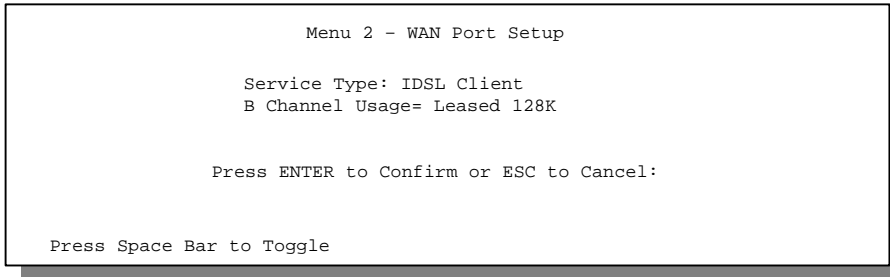 Menu 2 – WAN Port Setup
Service Type: IDSL Client
B Channel Usage= Leased 128K
Press ENTER to Confirm or ESC to Cancel:
Press Space Bar to Toggle